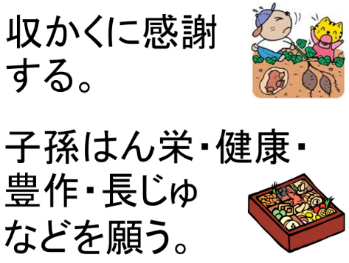 収かくに感謝
する。
子孫はん栄・健康・
豊作・長じゅ
などを願う。